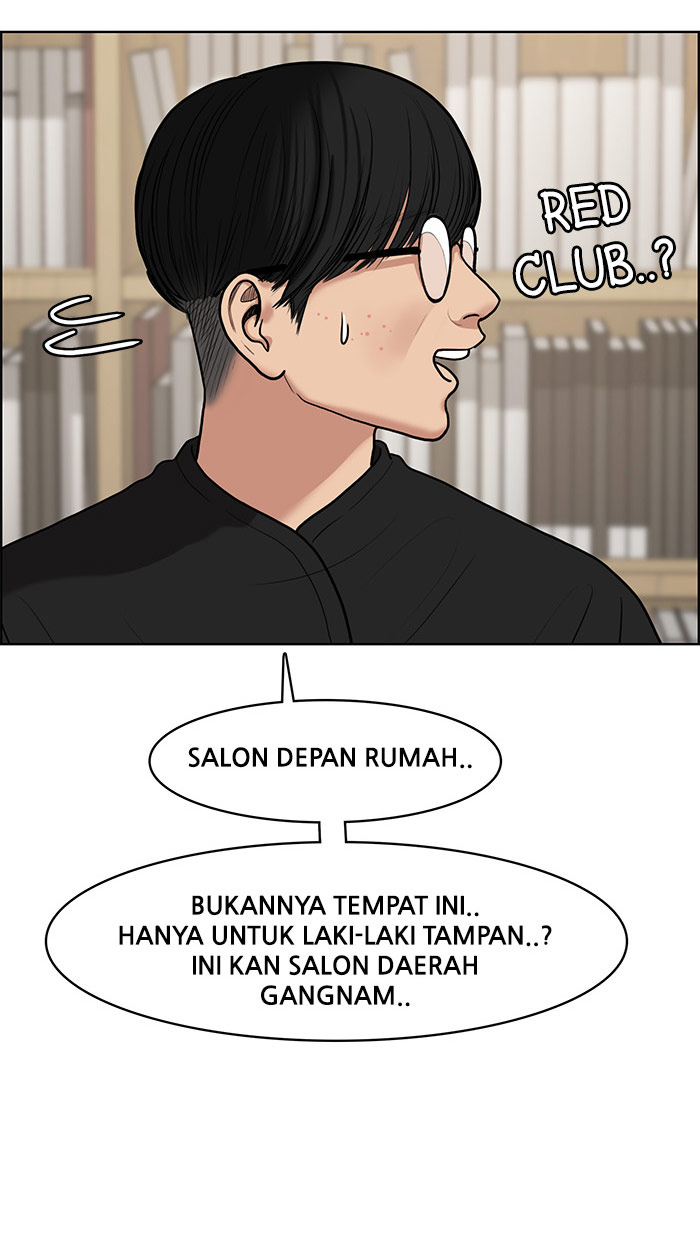 RED
CLUB..?
SALON DEPAN RUMAH..
BUKANNYA TEMPAT INI..
HANYA UNTUK LAKI-LAKI TAMPAN..?
INI KAN SALON DAERAH
GANGNAM..